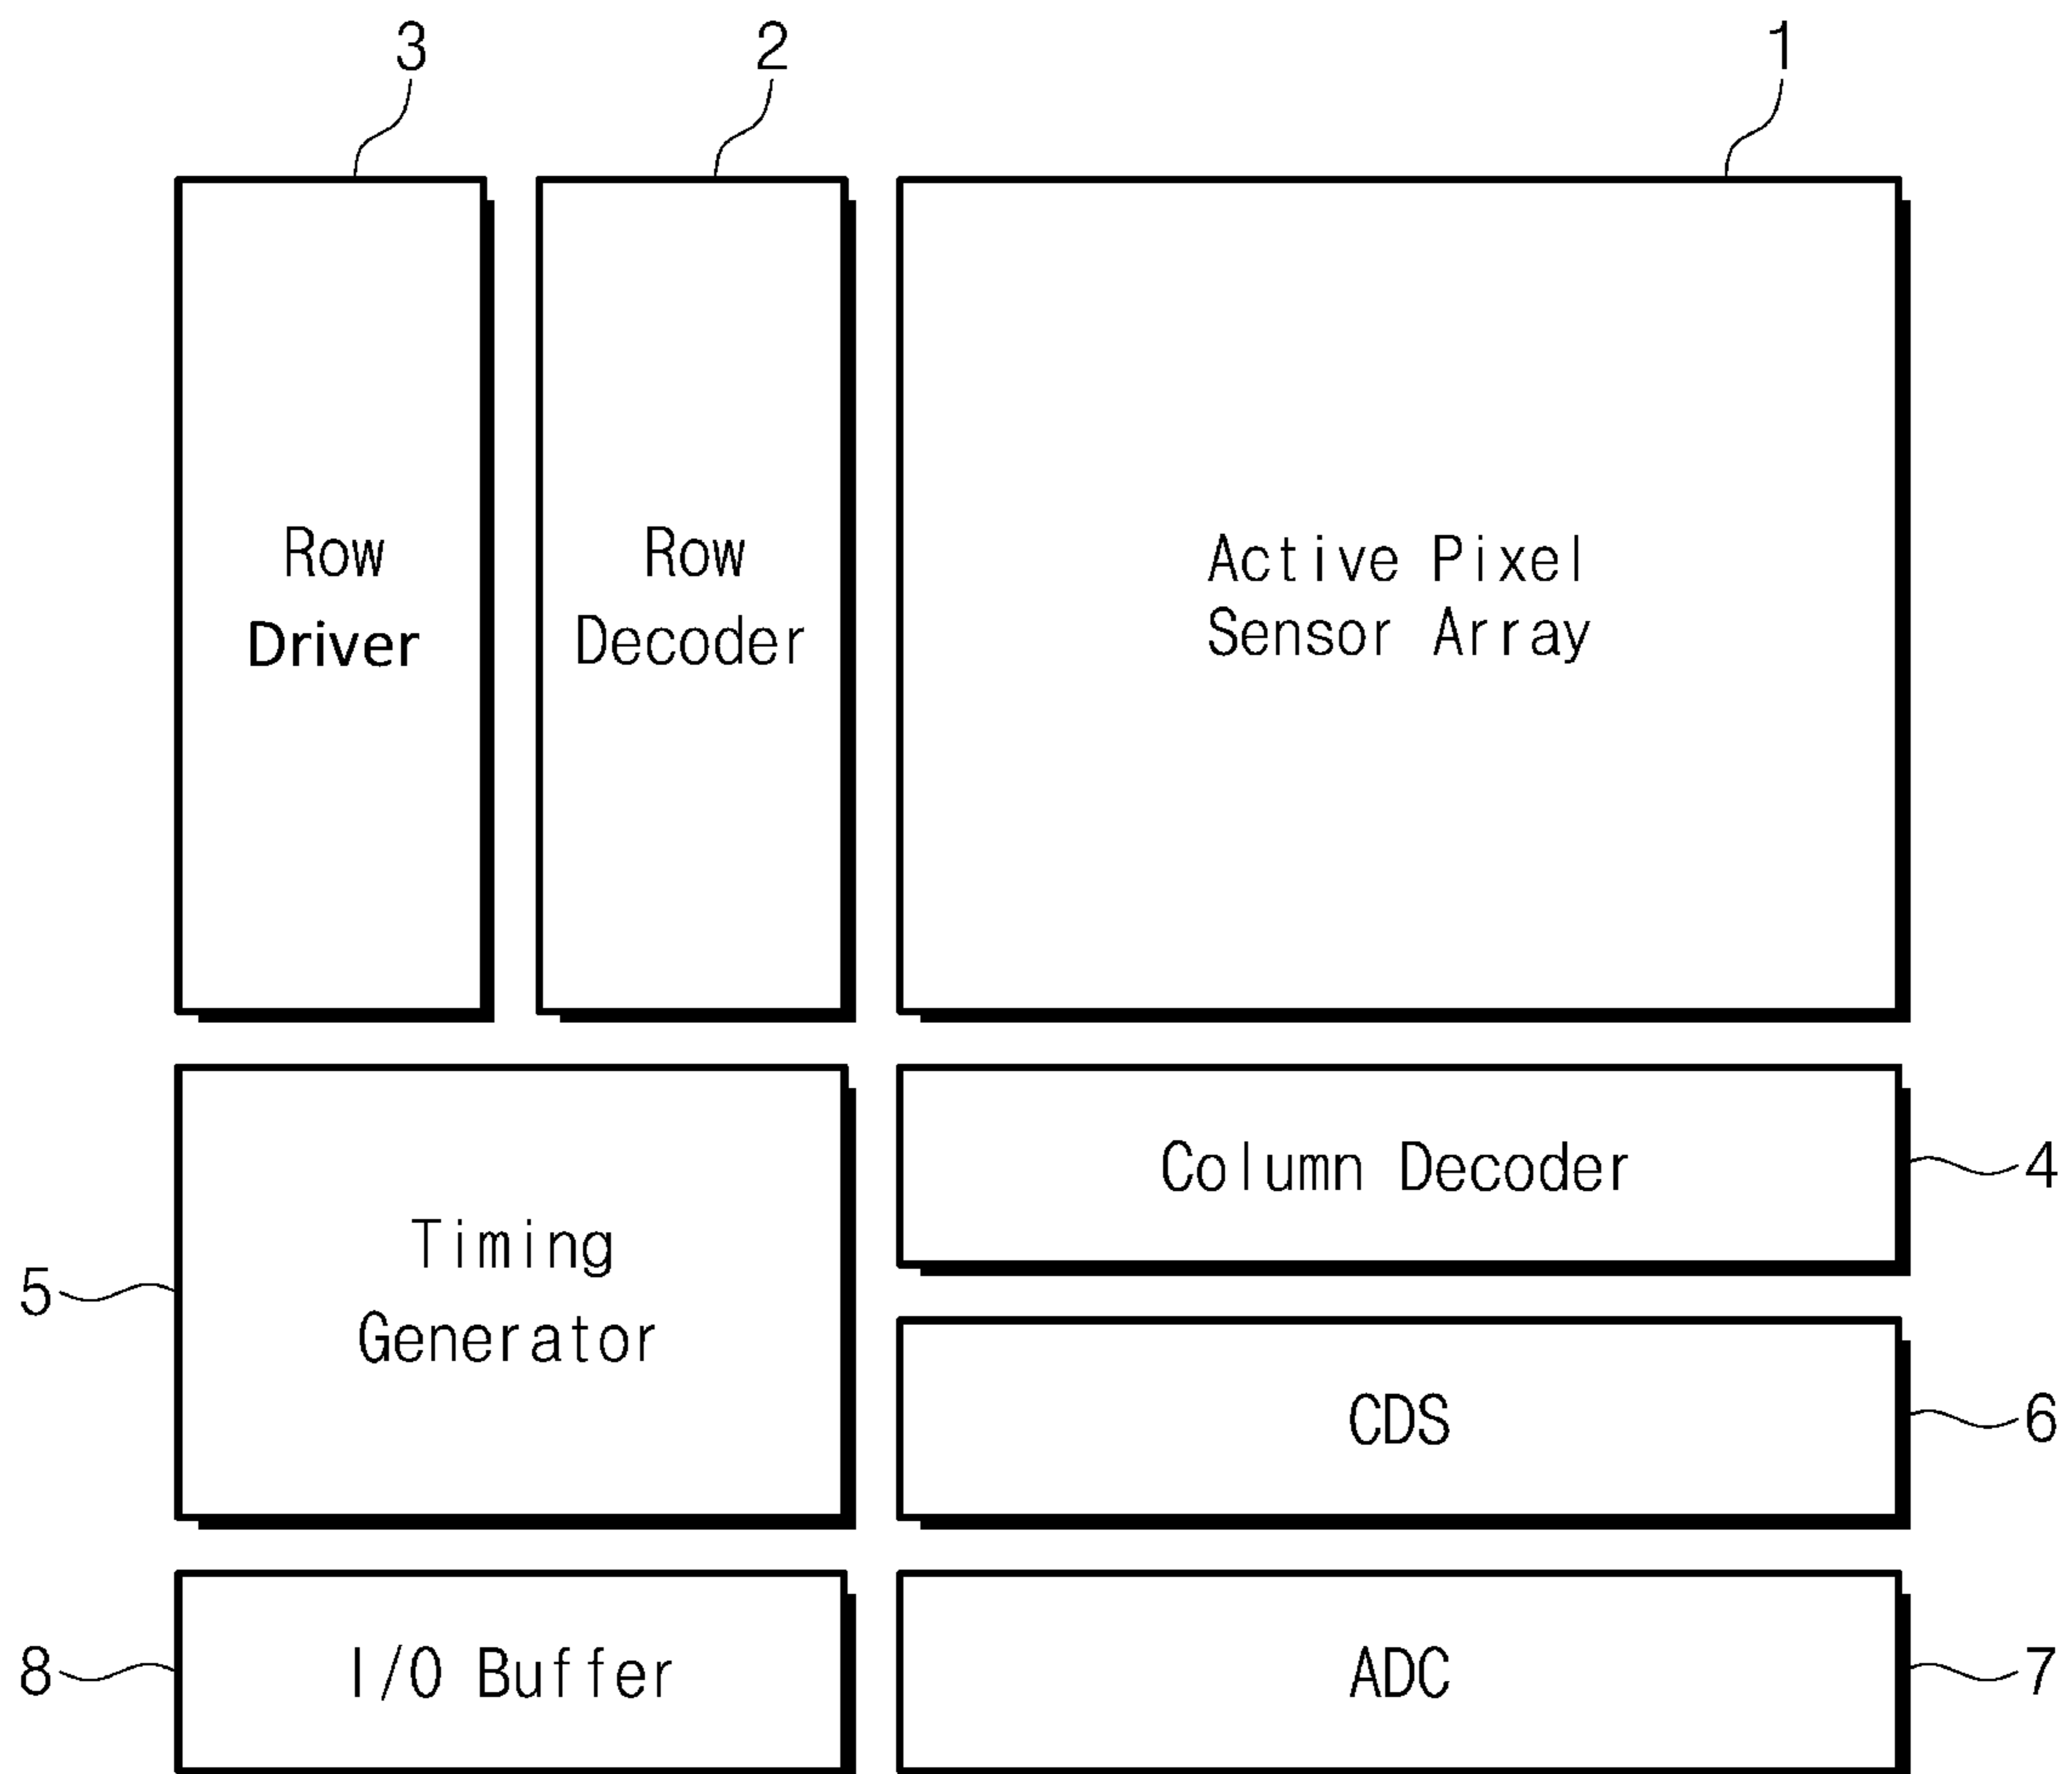 3
2
1
Row
Driver
Row
Decoder
Active Pixel
Sensor Array
Column Decoder
4
Timing
Generator
5
CDS
6
8
I/O Buffer
ADC
7